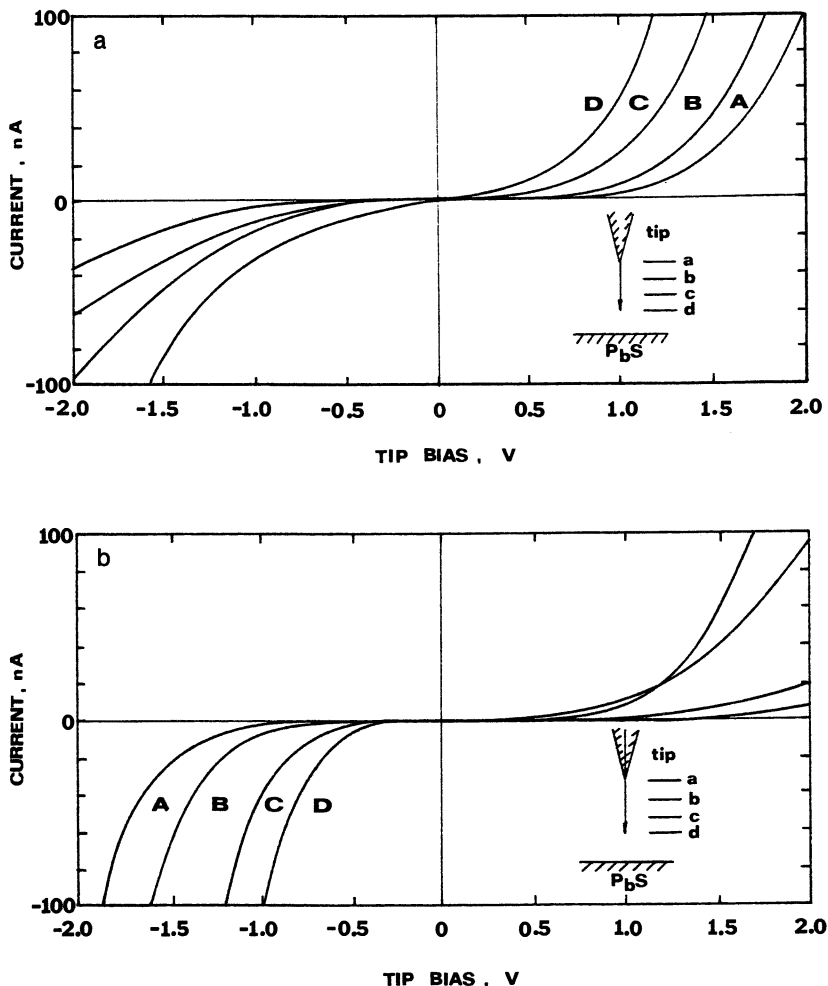 100
a
D C B A
CURRENT, nA
0
tip
a
b
c
d
PbS
-100
-2.0 -1.5 -1.0 -0.5 0 0.5 1.0 1.5 2.0
TIP BIAS, V
100
b
CURRENT, nA
0
tip
a
b
c
d
A B C D
PbS
-100
-2.0 -1.5 -1.0 -0.5 0 0.5 1.0 1.5 2.0
TIP BIAS, V